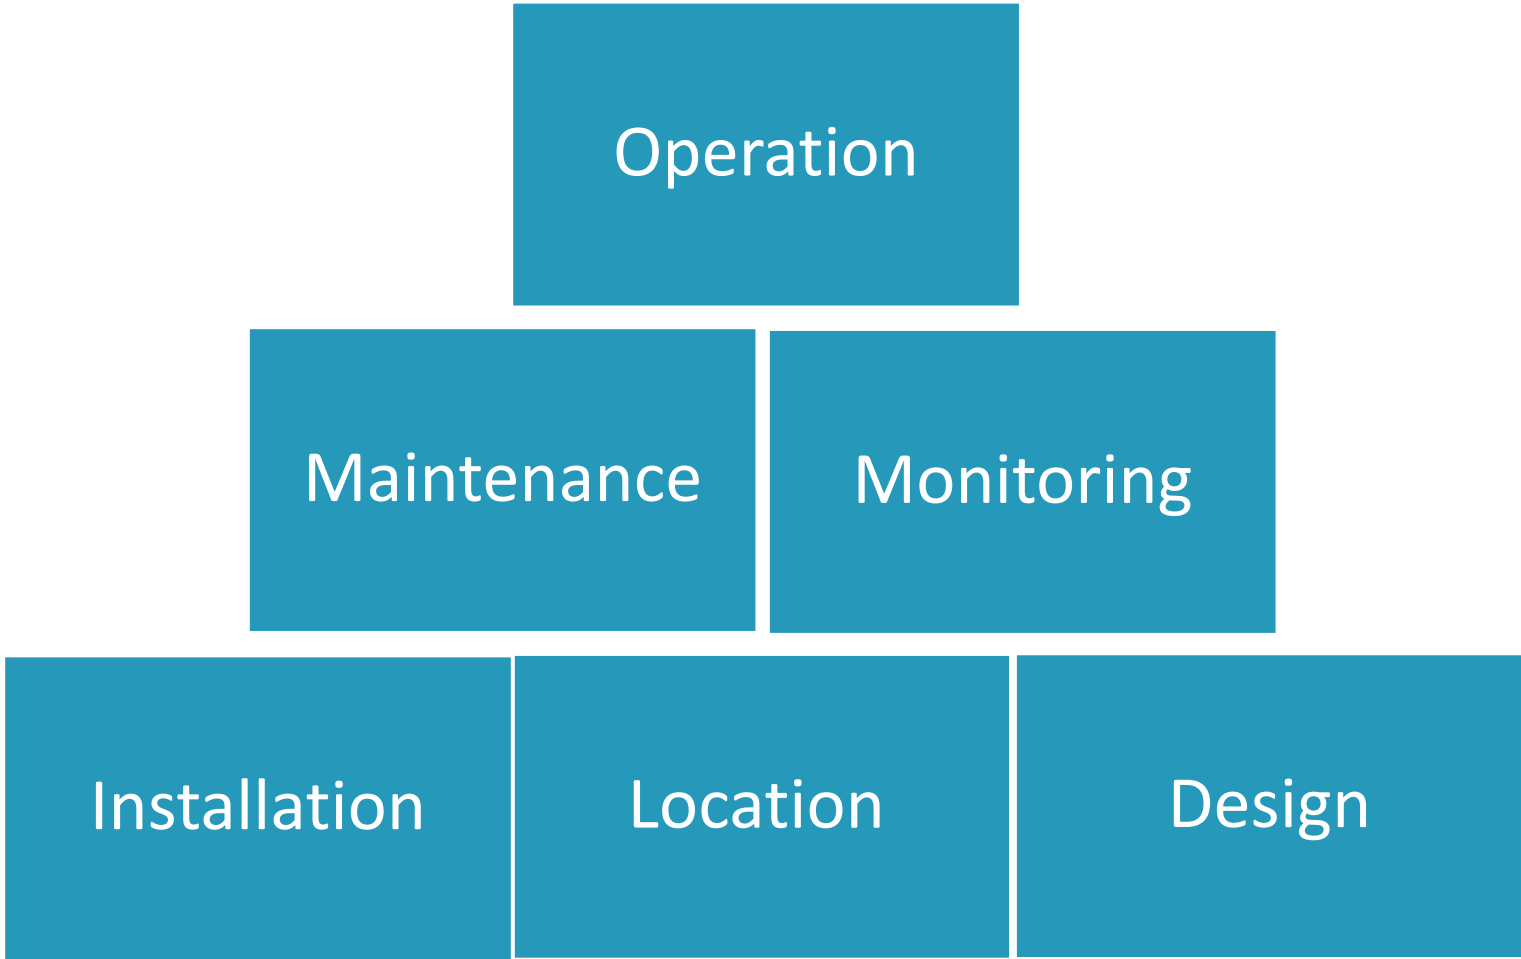 Operation
Maintenance
Monitoring
Installation
Location
Design